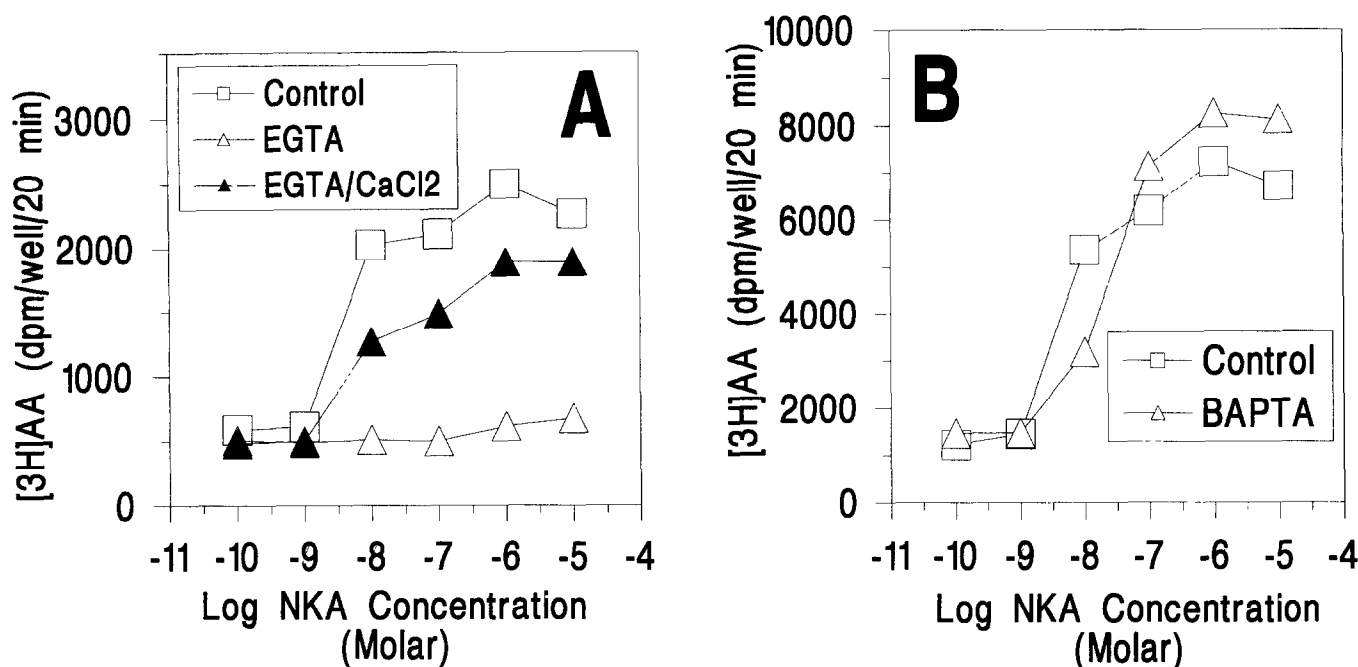 A
Control
EGTA
EGTA/CaCl2
[3H]AA (dpm/well/20 min)
3000
2000
1000
0
-11 -10 -9 -8 -7 -6 -5 -4
Log NKA Concentration
(Molar)
B
Control
BAPTA
[3H]AA (dpm/well/20 min)
10000
8000
6000
4000
2000
0
-11 -10 -9 -8 -7 -6 -5 -4
Log NKA Concentration
(Molar)